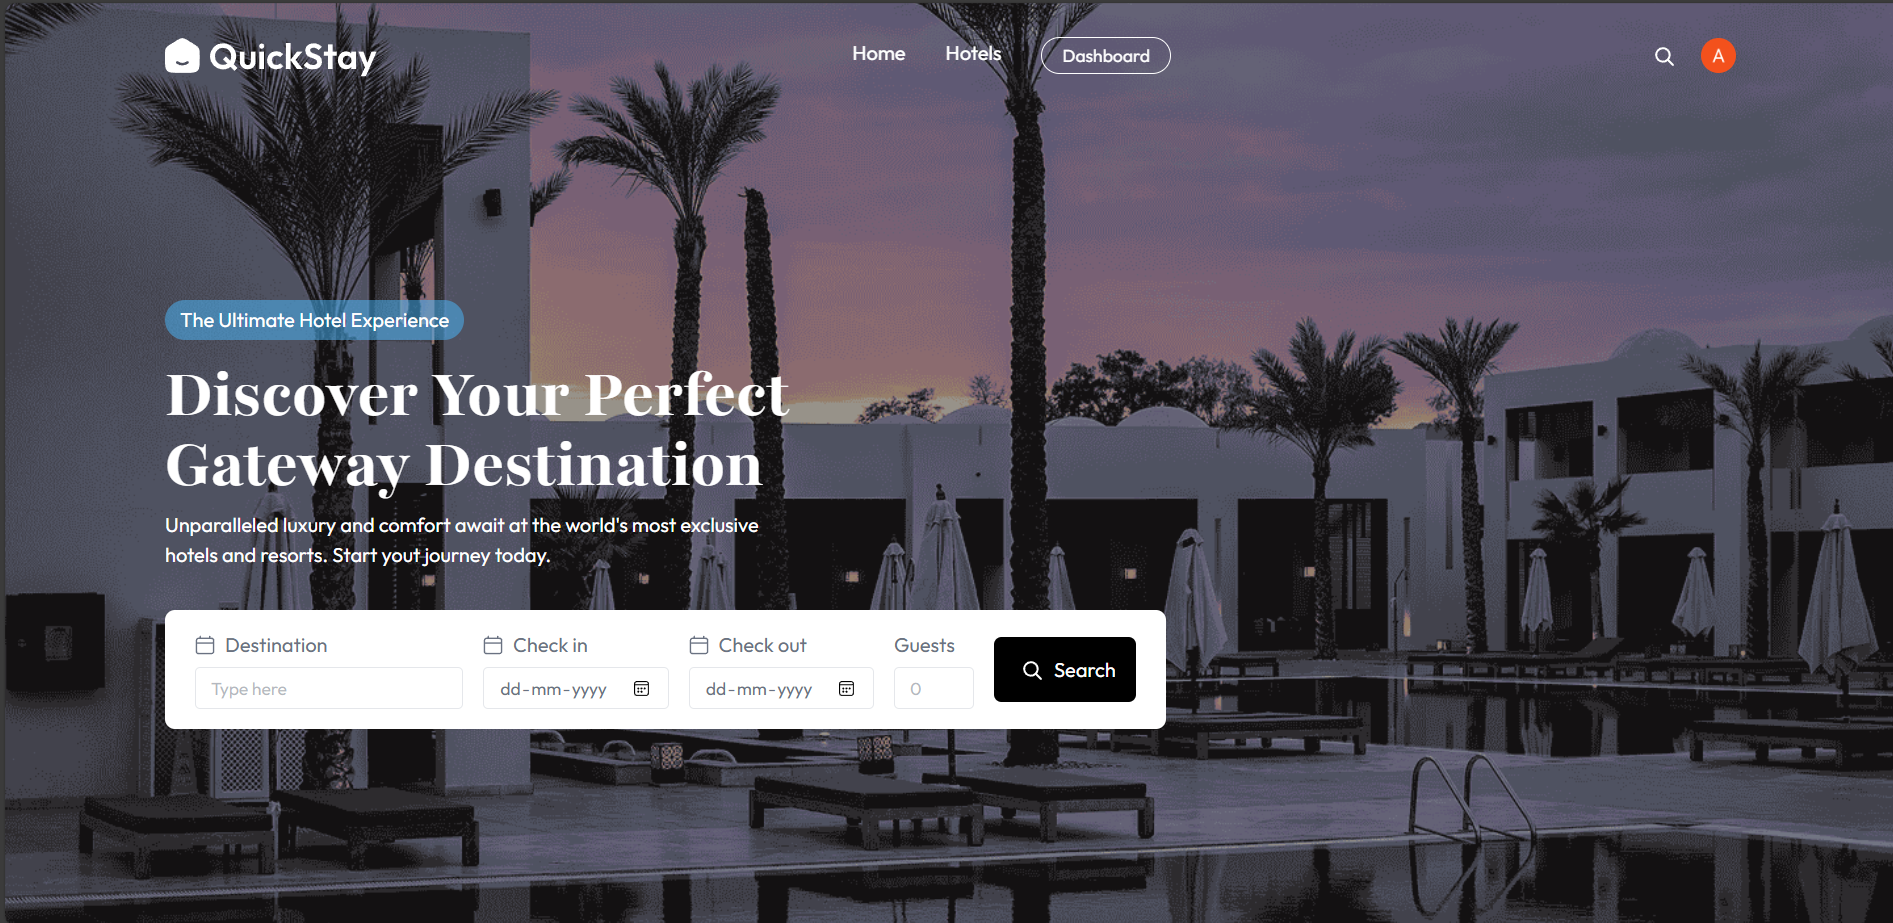 QuickStay
Home
Hotels
Dashboard
A
The Ultimate Hotel Experience
Discover Your Perfect
Gateway Destination
Unparalleled luxury and comfort await at the world's most exclusive
hotels and resorts. Start yout journey today.
Destination
Check in
Check out
Guests
Type here
dd-mm-yyyy
dd-mm-yyyy
0
Search